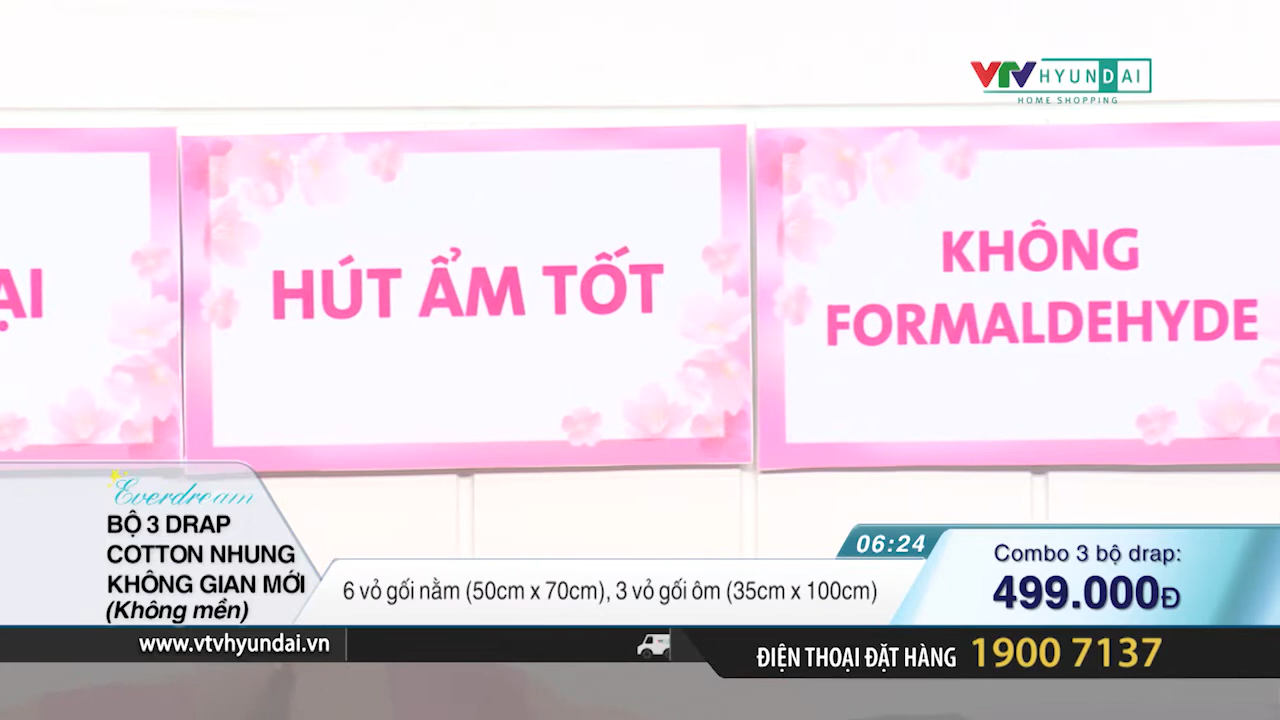 VTV HYUNDAI
HOME SHOPPING
HÚT ẨM TỐT
KHÔNG
FORMALDEHYDE
Everdream
BỘ 3 DRAP
COTTON NHUNG
KHÔNG GIAN MỚI
(Không mền)
6 vỏ gối nằm (50cm x 70cm), 3 vỏ gối ôm (35cm x 100cm)
06:24
Combo 3 bộ drap:
499.000Đ
www.vtvhyundai.vn
ĐIỆN THOẠI ĐẶT HÀNG 1900 7137